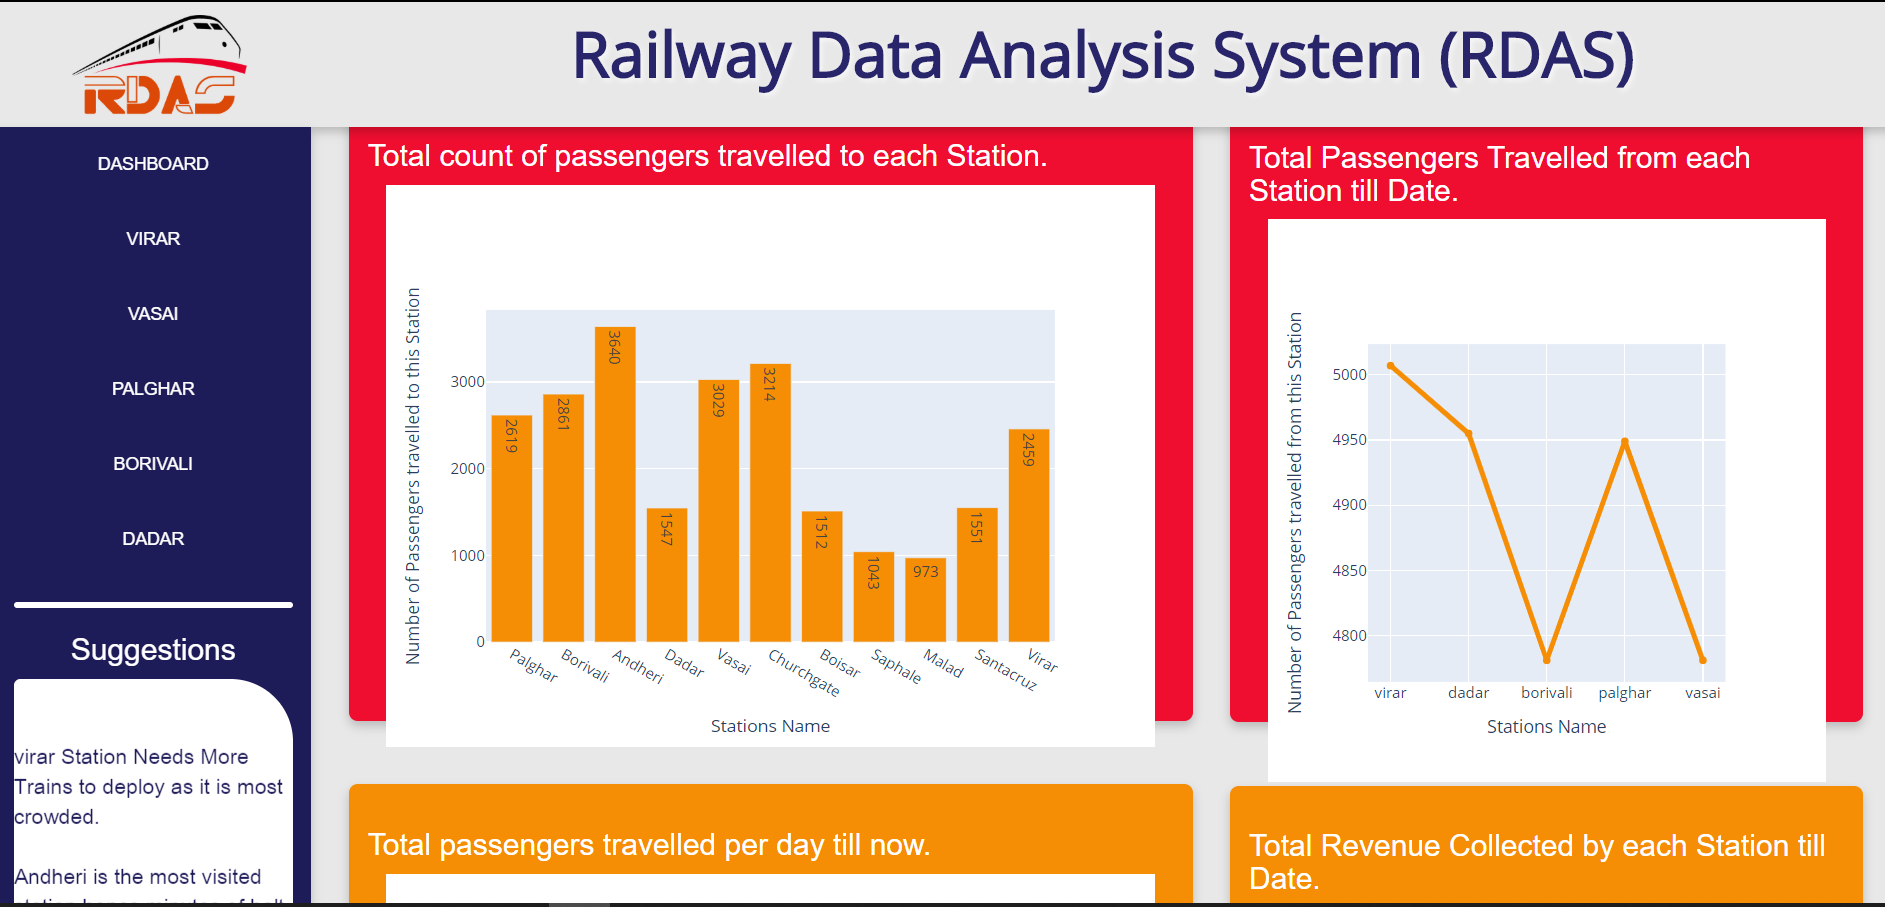 RDAS
Railway Data Analysis System (RDAS)
DASHBOARD
VIRAR
VASAI
PALGHAR
BORIVALI
DADAR
Suggestions
virar Station Needs More
Trains to deploy as it is most
crowded.
Andheri is the most visited
Total count of passengers travelled to each Station.
Number of Passengers travelled to this Station
3000
2000
1000
0
2619
2861
3640
1547
3029
3214
1512
1043
973
1551
2459
Palghar
Borivali
Andheri
Dadar
Vasai
Churchgate
Boisar
Saphale
Malad
Santacruz
Virar
Stations Name
Total Passengers Travelled from each
Station till Date.
Number of Passengers travelled from this Station
5000
4950
4900
4850
4800
virar
dadar
borivali
palghar
vasai
Stations Name
Total passengers travelled per day till now.
Total Revenue Collected by each Station till
Date.